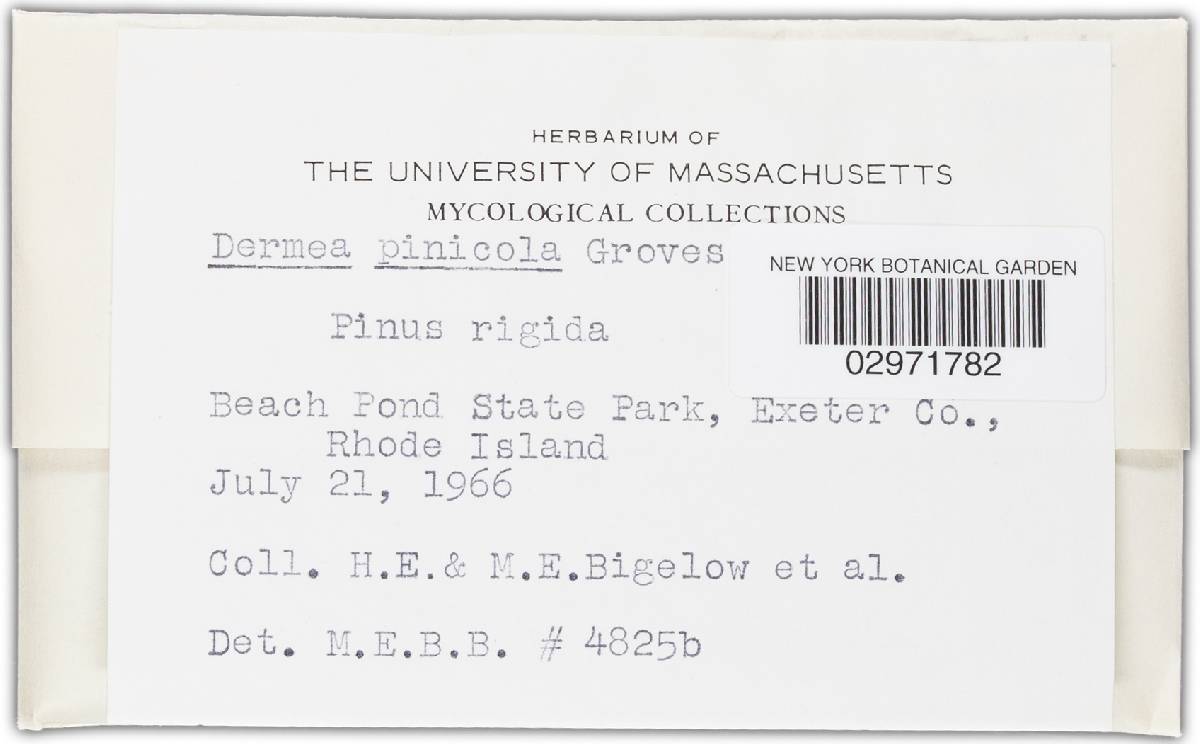 HERBARIUM OF
THE UNIVERSITY OF MASSACHUSETTS
MYCOLOGICAL COLLECTIONS
Dermea pinicola Groves
NEW YORK BOTANICAL GARDEN
02971782
Pinus rigida
Beach Pond State Park, Exeter Co.,
Rhode Island
July 21, 1966
Coll. H.E.& M.E.Bigelow et al.
Det. M.E.B.B. # 4825b